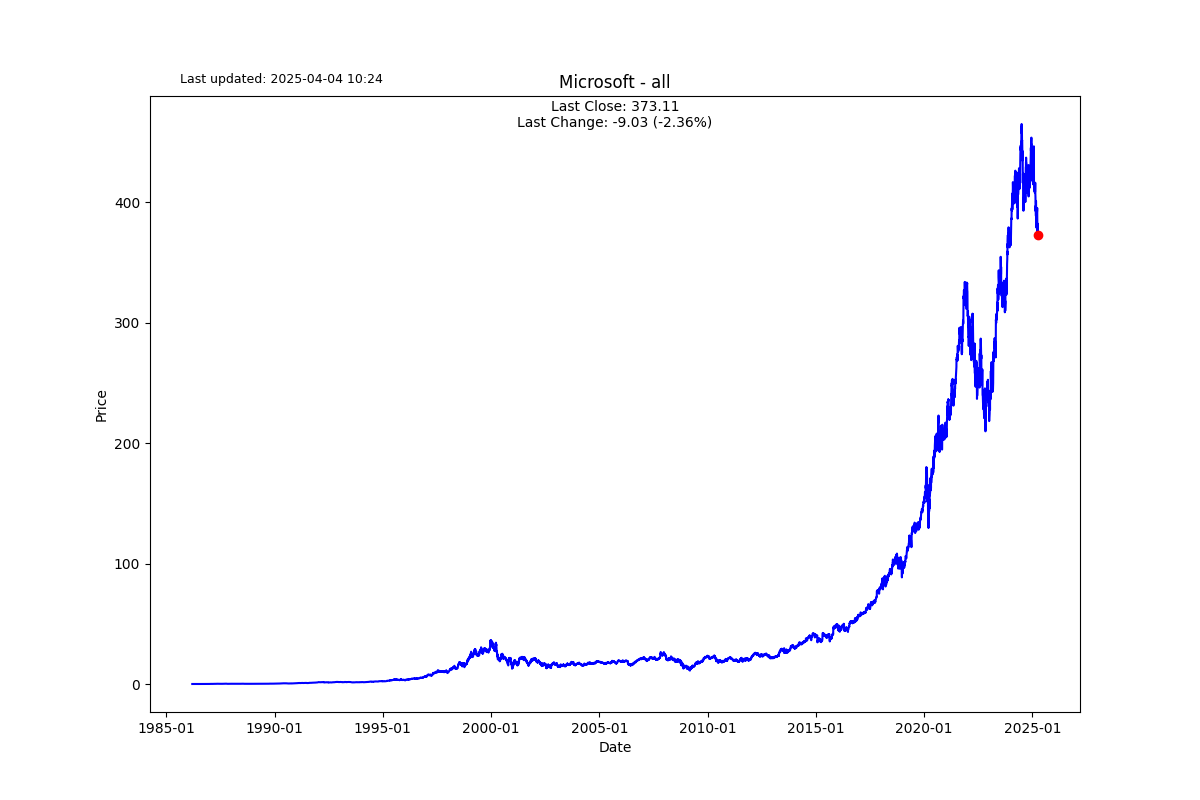 Last updated: 2025-04-04 10:24
Microsoft - all
Last Close: 373.11
Last Change: -9.03 (-2.36%)
Price
400
300
200
100
0
1985-01 1990-01 1995-01 2000-01 2005-01 2010-01 2015-01 2020-01 2025-01
Date